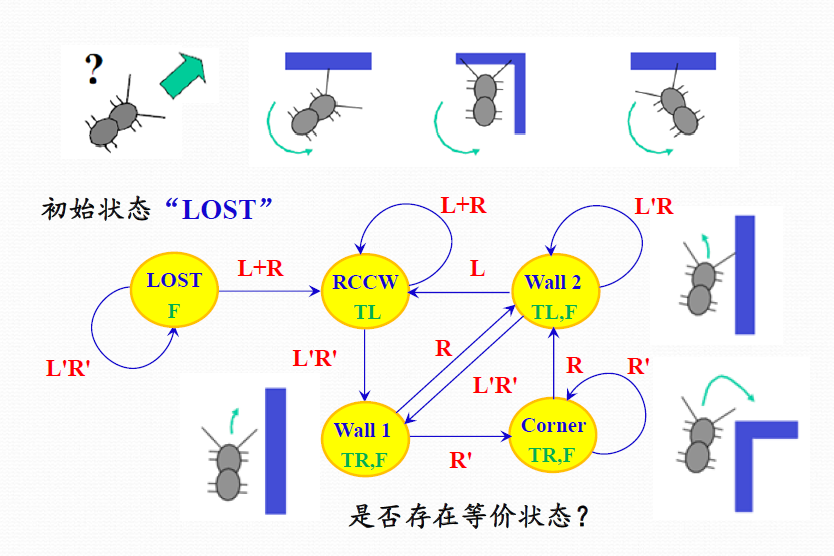 ?
初始状态“LOST”
L+R
L'R
LOST
F
L+R
RCCW
TL
L
Wall 2
TL,F
L'R'
L'R'
R
L'R'
R
R'
Wall 1
TR,F
R'
Corner
TR,F
是否存在等价状态？